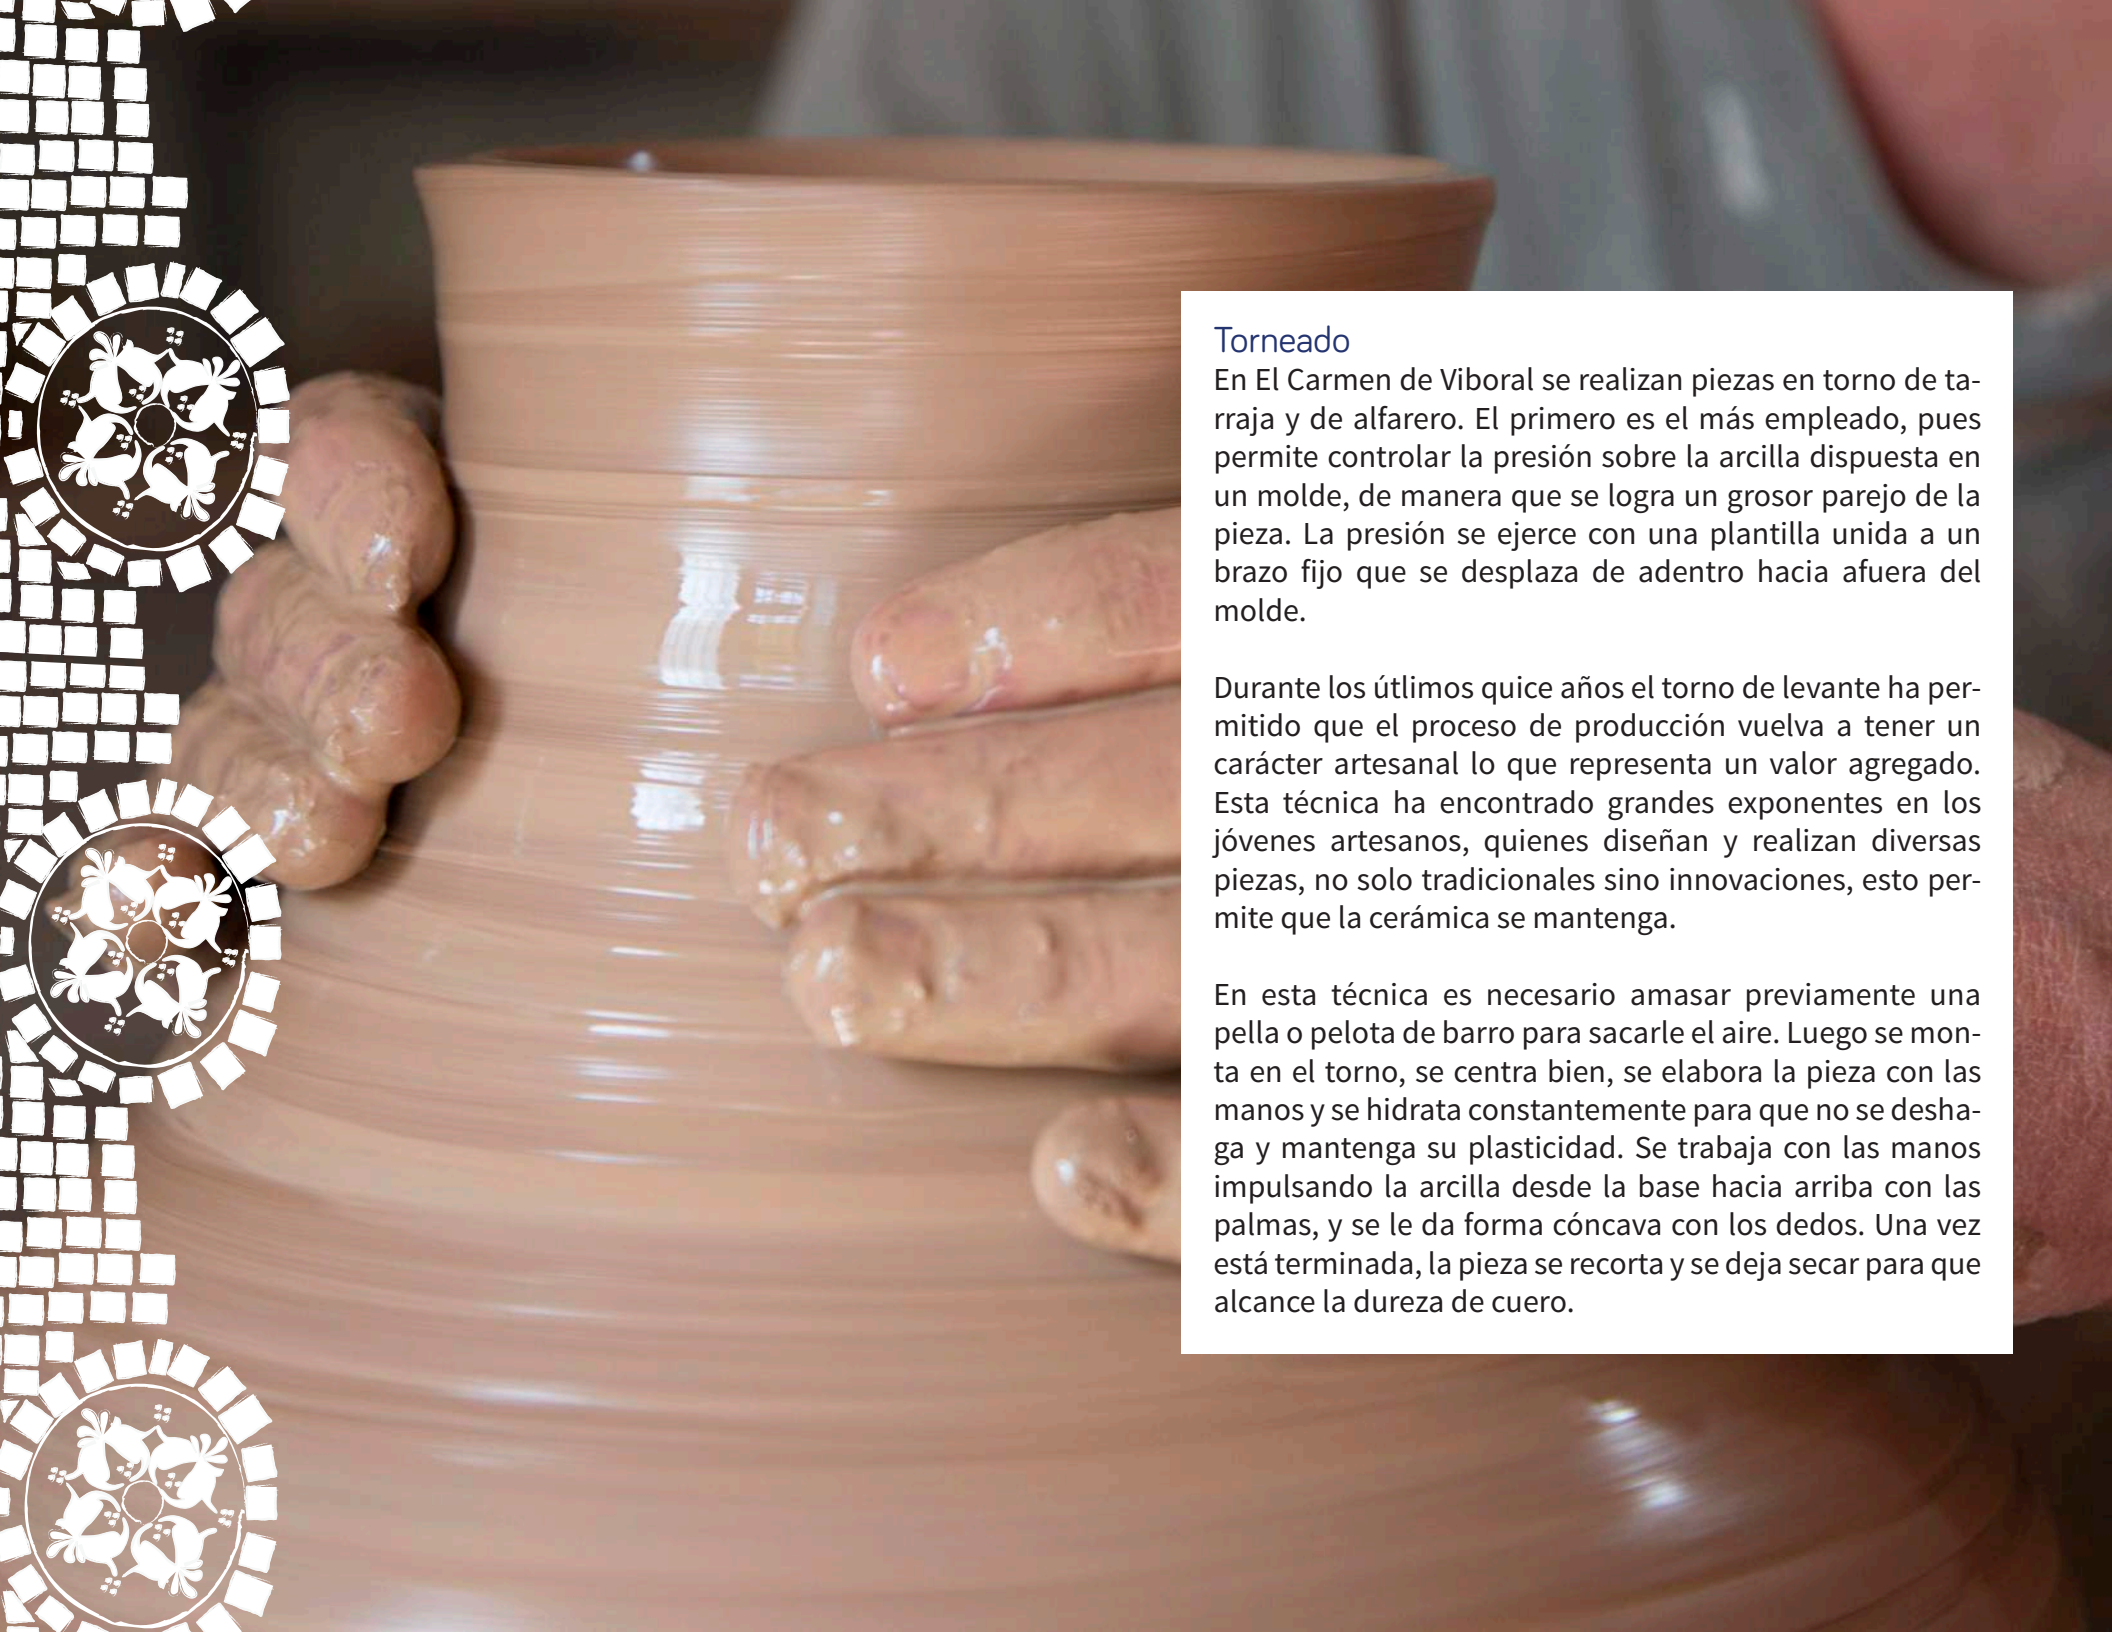 Torneado
En El Carmen de Viboral se realizan piezas en torno de ta-
rraja y de alfarero. El primero es el más empleado, pues
permite controlar la presión sobre la arcilla dispuesta en
un molde, de manera que se logra un grosor parejo de la
pieza. La presión se ejerce con una plantilla unida a un
brazo fijo que se desplaza de adentro hacia afuera del
molde.
Durante los útlimos quice años el torno de levante ha per-
mitido que el proceso de producción vuelva a tener un
carácter artesanal lo que representa un valor agregado.
Esta técnica ha encontrado grandes exponentes en los
jóvenes artesanos, quienes diseñan y realizan diversas
piezas, no solo tradicionales sino innovaciones, esto per-
mite que la cerámica se mantenga.
En esta técnica es necesario amasar previamente una
pella o pelota de barro para sacarle el aire. Luego se mon-
ta en el torno, se centra bien, se elabora la pieza con las
manos y se hidrata constantemente para que no se desha-
ga y mantenga su plasticidad. Se trabaja con las manos
impulsando la arcilla desde la base hacia arriba con las
palmas, y se le da forma cóncava con los dedos. Una vez
está terminada, la pieza se recorta y se deja secar para que
alcance la dureza de cuero.